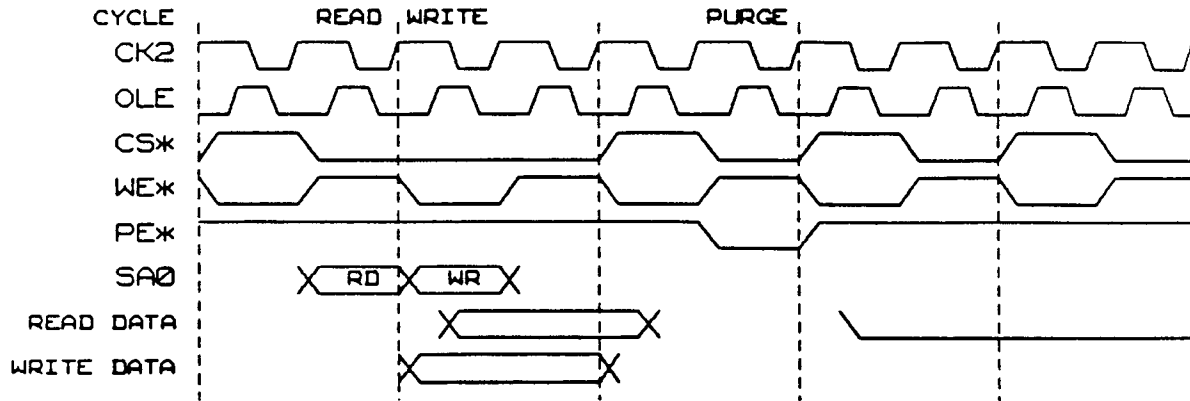 CYCLE READ WRITE PURGE
CK2
OLE
CS*
WE*
PE*
SA0 RD WR
READ DATA
WRITE DATA